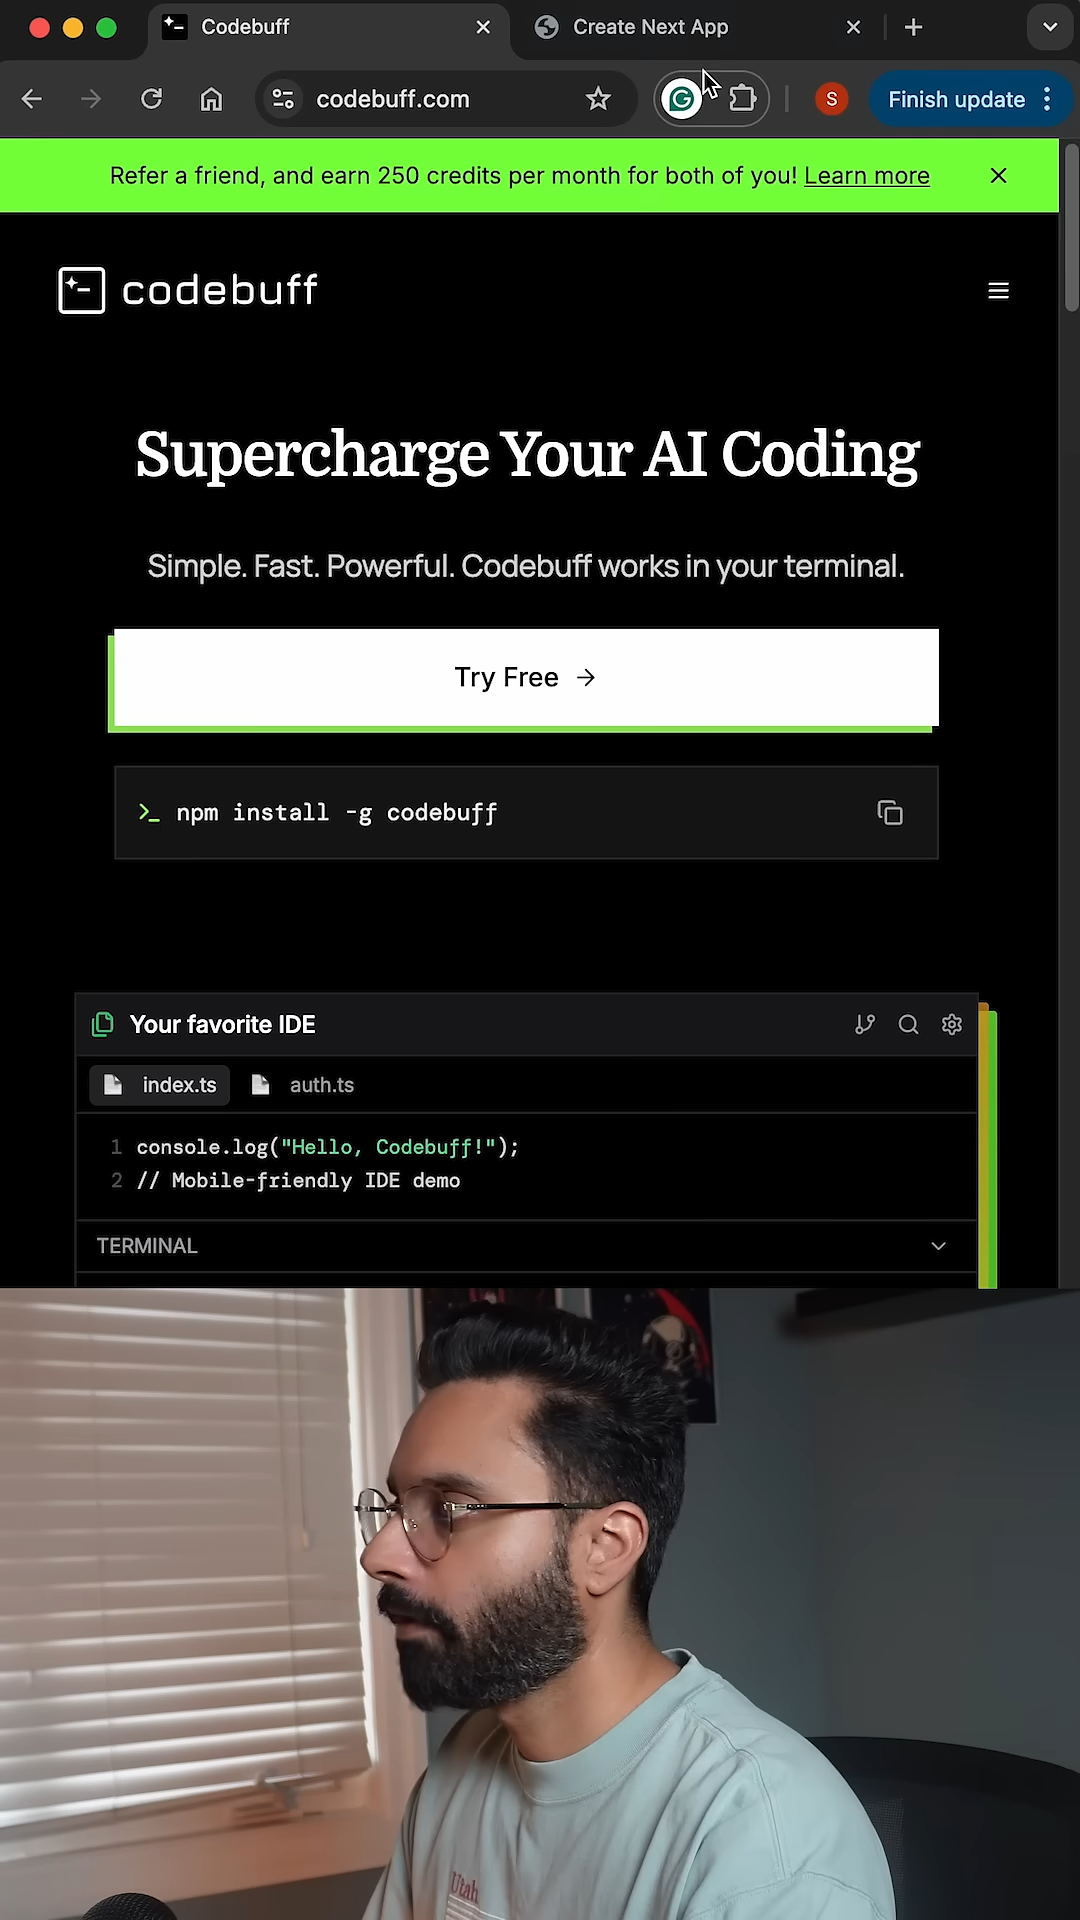 Codebuff
Create Next App
codebuff.com
S
Finish update
Refer a friend, and earn 250 credits per month for both of you! Learn more
codebuff
Supercharge Your AI Coding
Simple. Fast. Powerful. Codebuff works in your terminal.
Try Free →
>_ npm install -g codebuff
Your favorite IDE
index.ts
auth.ts
1 console.log("Hello, Codebuff!");
2 // Mobile-friendly IDE demo
TERMINAL
Utah